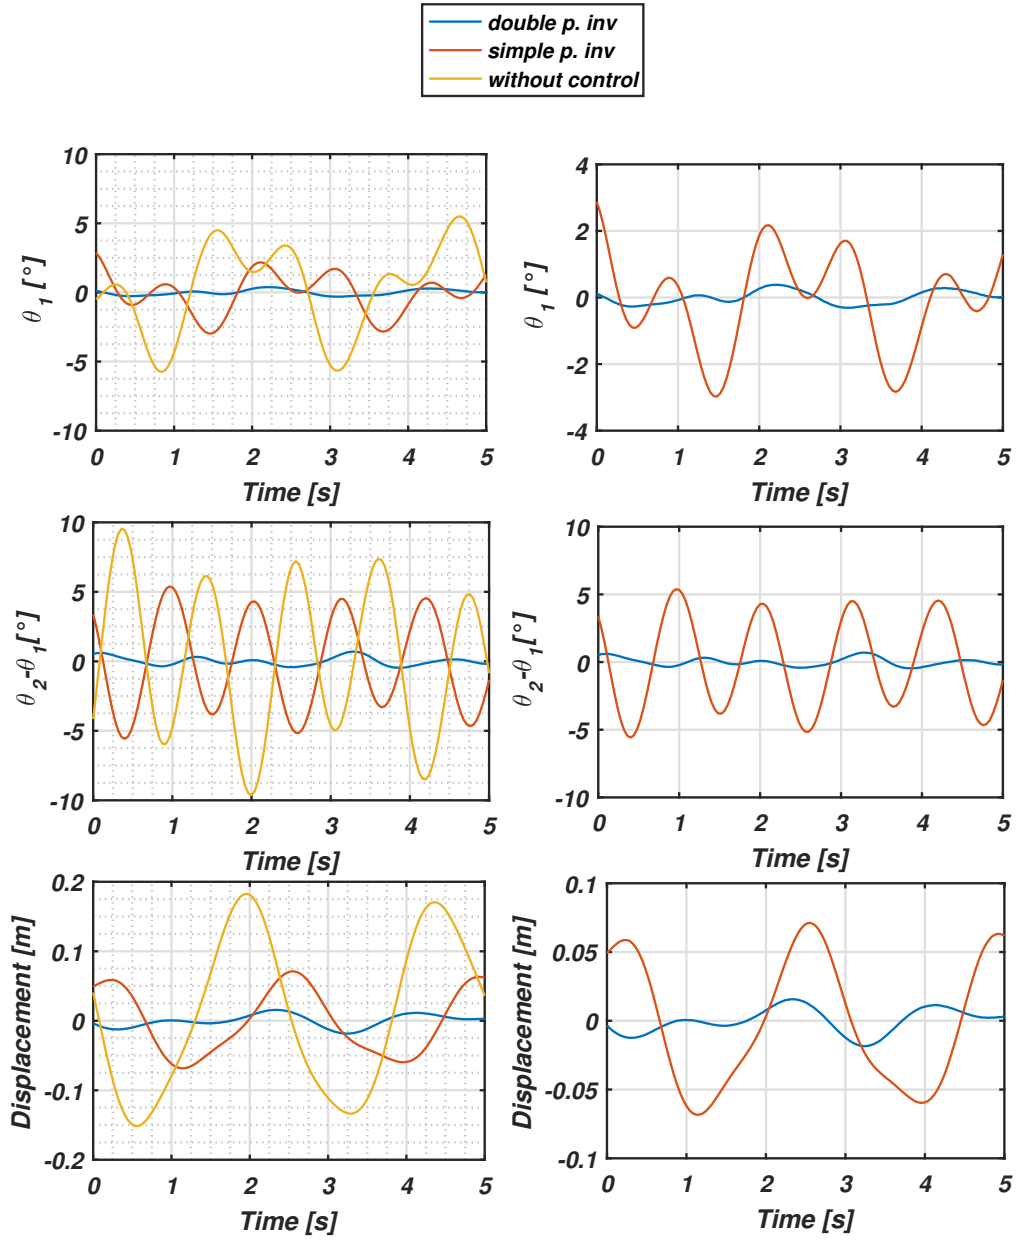 double p. inv
simple p. inv
without control
θ1 [°]
10
5
0
-5
-10
0 1 2 3 4 5
Time [s]
θ1 [°]
4
2
0
-2
-4
0 1 2 3 4 5
Time [s]
θ2-θ1[°]
10
5
0
-5
-10
0 1 2 3 4 5
Time [s]
θ2-θ1[°]
10
5
0
-5
-10
0 1 2 3 4 5
Time [s]
Displacement [m]
0.2
0.1
0
-0.1
-0.2
0 1 2 3 4 5
Time [s]
Displacement [m]
0.1
0.05
0
-0.05
-0.1
0 1 2 3 4 5
Time [s]